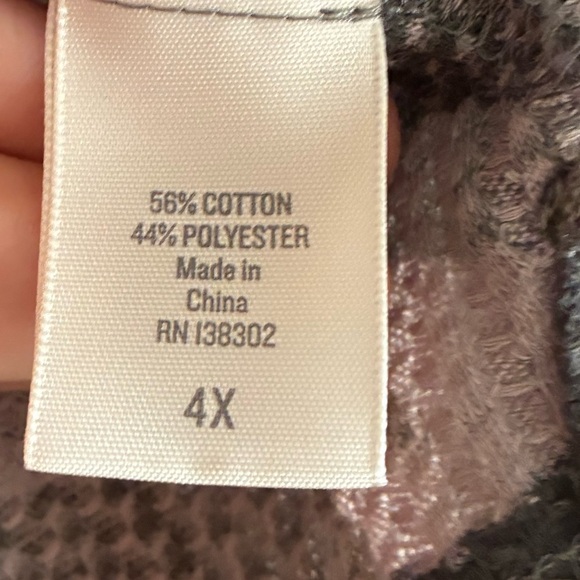 56% COTTON
44% POLYESTER
Made in
China
RN 138302
4X